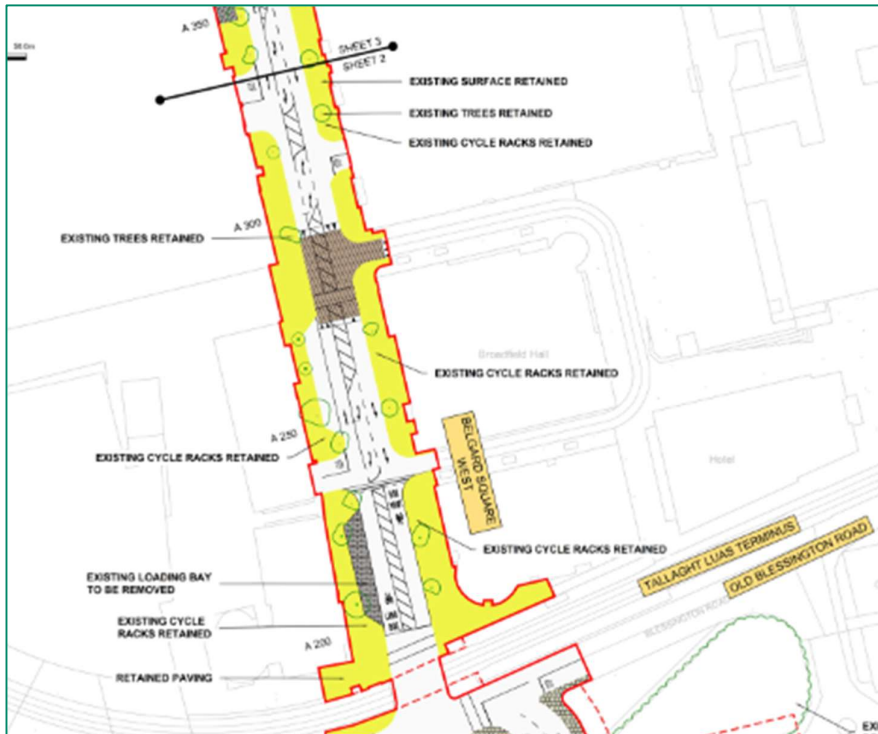 A 350
50.0m
SHEET 3
SHEET 2
EXISTING SURFACE RETAINED
EXISTING TREES RETAINED
EXISTING CYCLE RACKS RETAINED
A 300
EXISTING TREES RETAINED
Broadfield Hall
EXISTING CYCLE RACKS RETAINED
A 250
EXISTING CYCLE RACKS RETAINED
BELGARD SQUARE
WEST
Hotel
EXISTING CYCLE RACKS RETAINED
TALLAGHT LUAS TERMINUS
OLD BLESSINGTON ROAD
EXISTING LOADING BAY
TO BE REMOVED
EXISTING CYCLE
RACKS RETAINED
A 200
BLESSINGTON ROAD
RETAINED PAVING